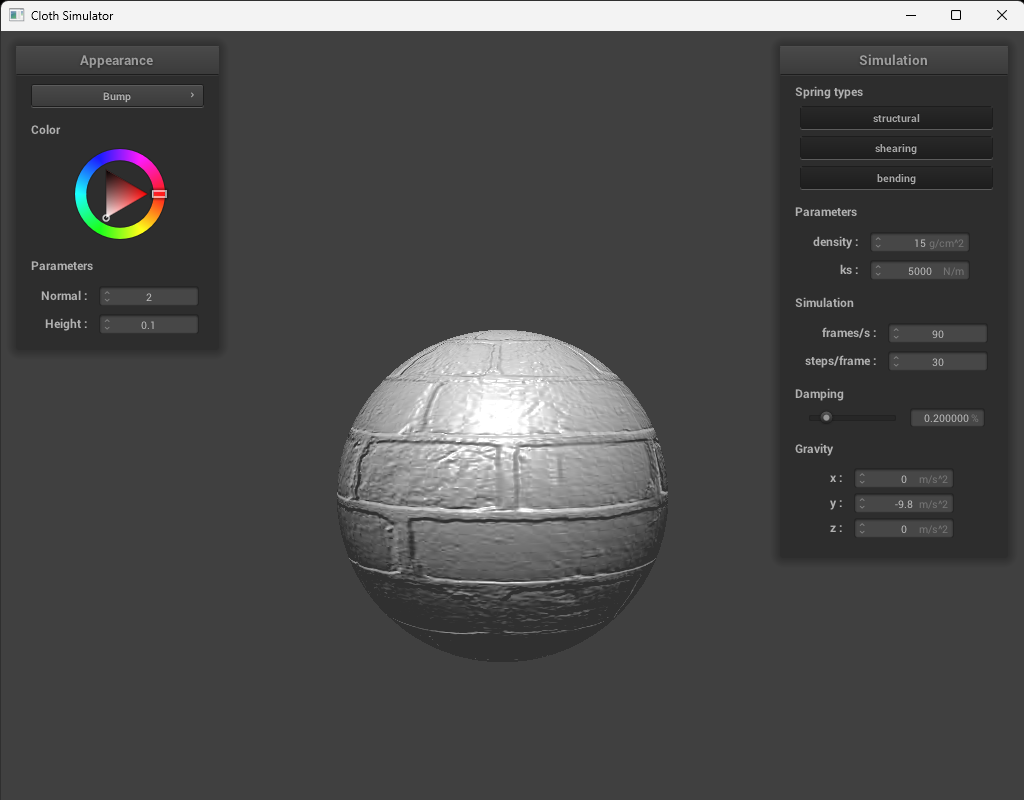 Cloth Simulator
Appearance
Bump
Color
Parameters
Normal : 2
Height : 0.1
Simulation
Spring types
structural
shearing
bending
Parameters
density : 15 g/cm^2
ks : 5000 N/m
Simulation
frames/s : 90
steps/frame : 30
Damping
0.200000 %
Gravity
x : 0 m/s^2
y : -9.8 m/s^2
z : 0 m/s^2